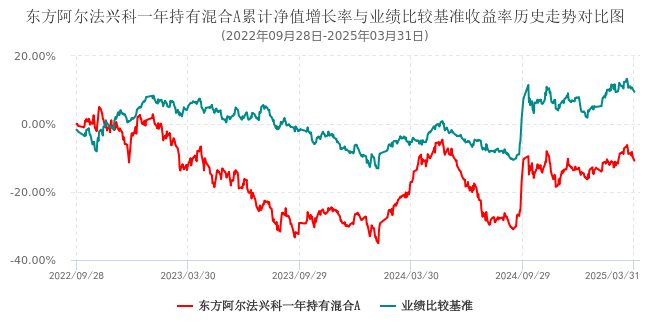 东方阿尔法兴科一年持有混合A累计净值增长率与业绩比较基准收益率历史走势对比图
(2022年09月28日-2025年03月31日)
20.00%
0.00%
-20.00%
-40.00%
2022/09/28
2023/03/30
2023/09/29
2024/03/31
2024/09/29
2025/03/31
东方阿尔法兴科一年持有混合A
业绩比较基准